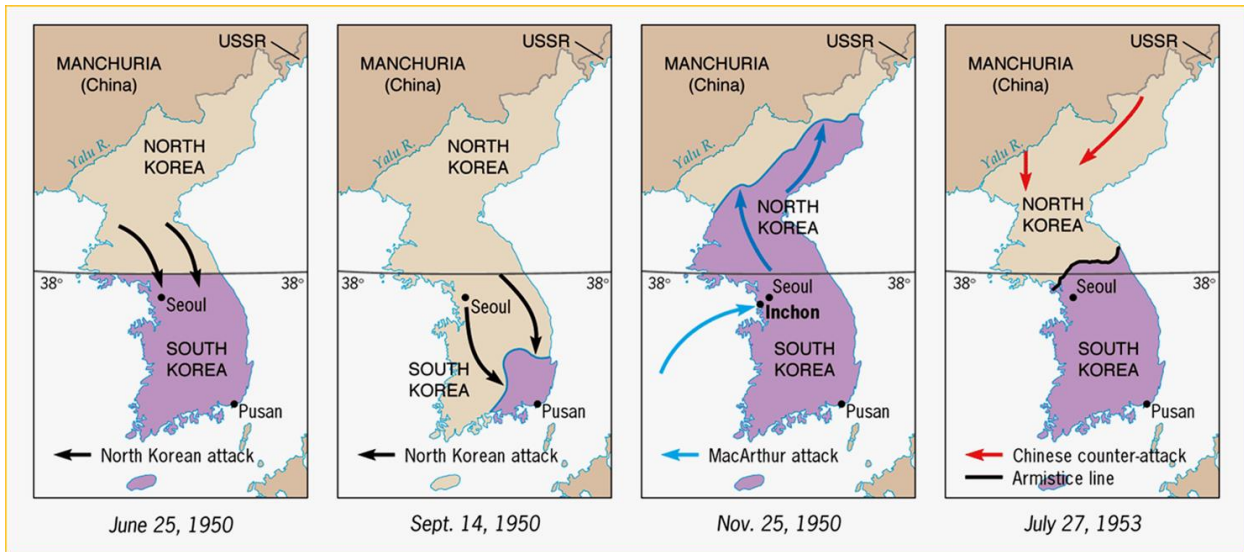 USSR
MANCHURIA
(China)
Yalu R.
NORTH
KOREA
38°
38°
Seoul
SOUTH
KOREA
Pusan
North Korean attack
June 25, 1950
USSR
MANCHURIA
(China)
Yalu R.
NORTH
KOREA
38°
38°
Seoul
SOUTH
KOREA
Pusan
North Korean attack
Sept. 14, 1950
USSR
MANCHURIA
(China)
Yalu R.
NORTH
KOREA
38°
38°
Seoul
Inchon
SOUTH
KOREA
Pusan
MacArthur attack
Nov. 25, 1950
USSR
MANCHURIA
(China)
Yalu R.
NORTH
KOREA
38°
38°
Seoul
SOUTH
KOREA
Pusan
Chinese counter-attack
Armistice line
July 27, 1953